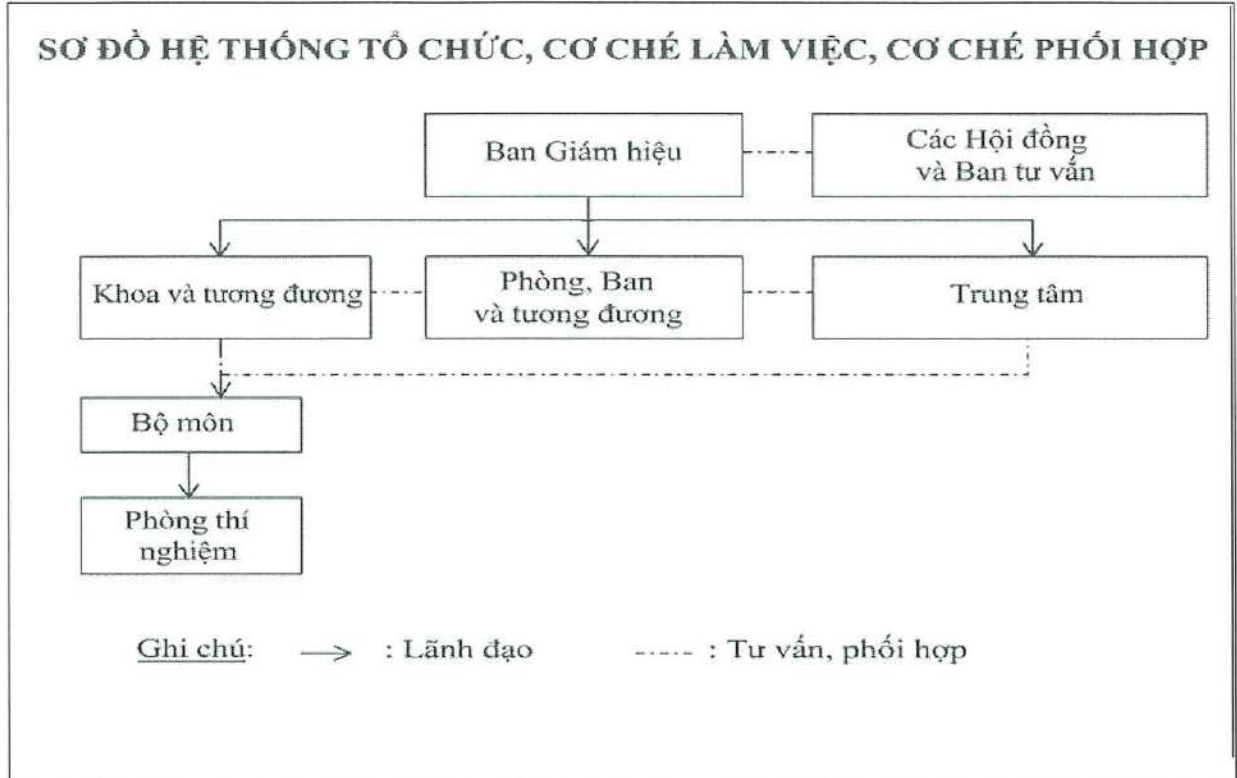 SƠ ĐỒ HỆ THỐNG TỔ CHỨC, CƠ CHẾ LÀM VIỆC, CƠ CHẾ PHỐI HỢP
Ban Giám hiệu
Các Hội đồng
và Ban tư vấn
Khoa và tương đương
Phòng, Ban
và tương đương
Trung tâm
Bộ môn
Phòng thí
nghiệm
Ghi chú: : Lãnh đạo : Tư vấn, phối hợp